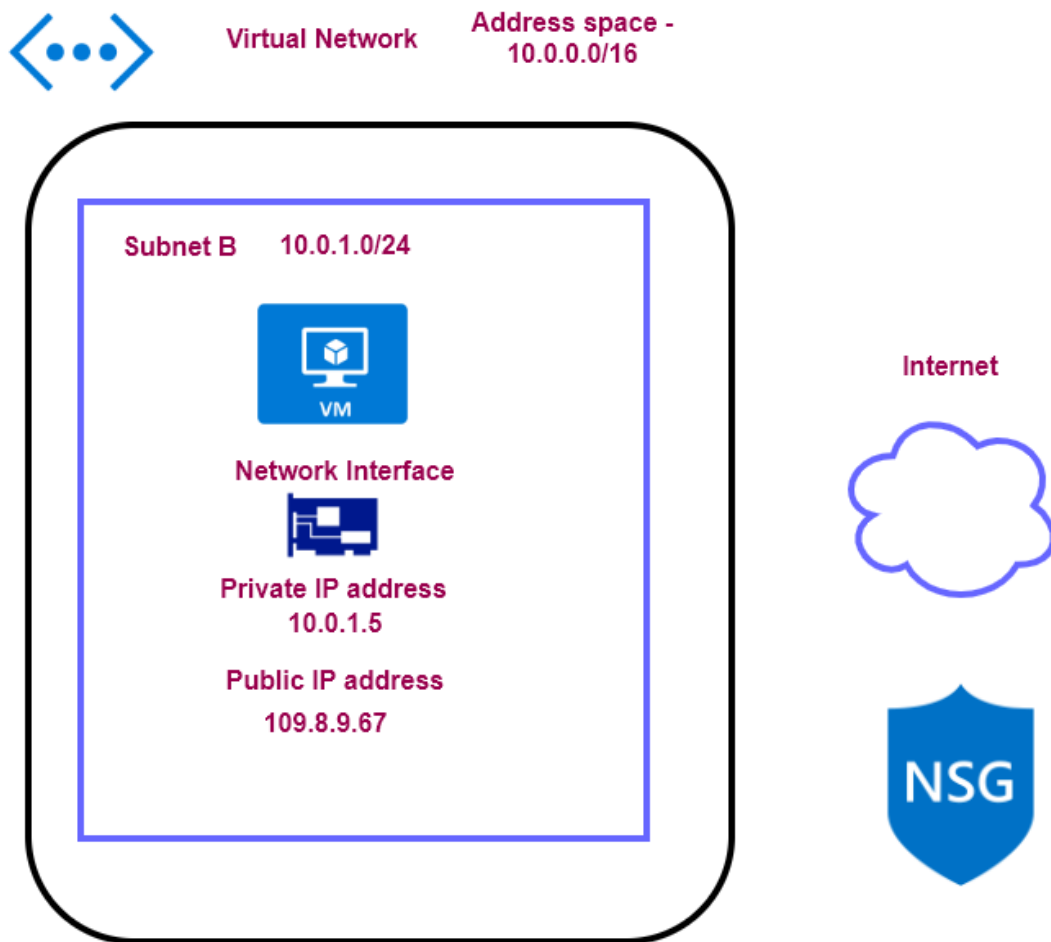 Virtual Network
Address space -
10.0.0.0/16
Subnet B 10.0.1.0/24
VM
Network Interface
Private IP address
10.0.1.5
Public IP address
109.8.9.67
Internet
NSG